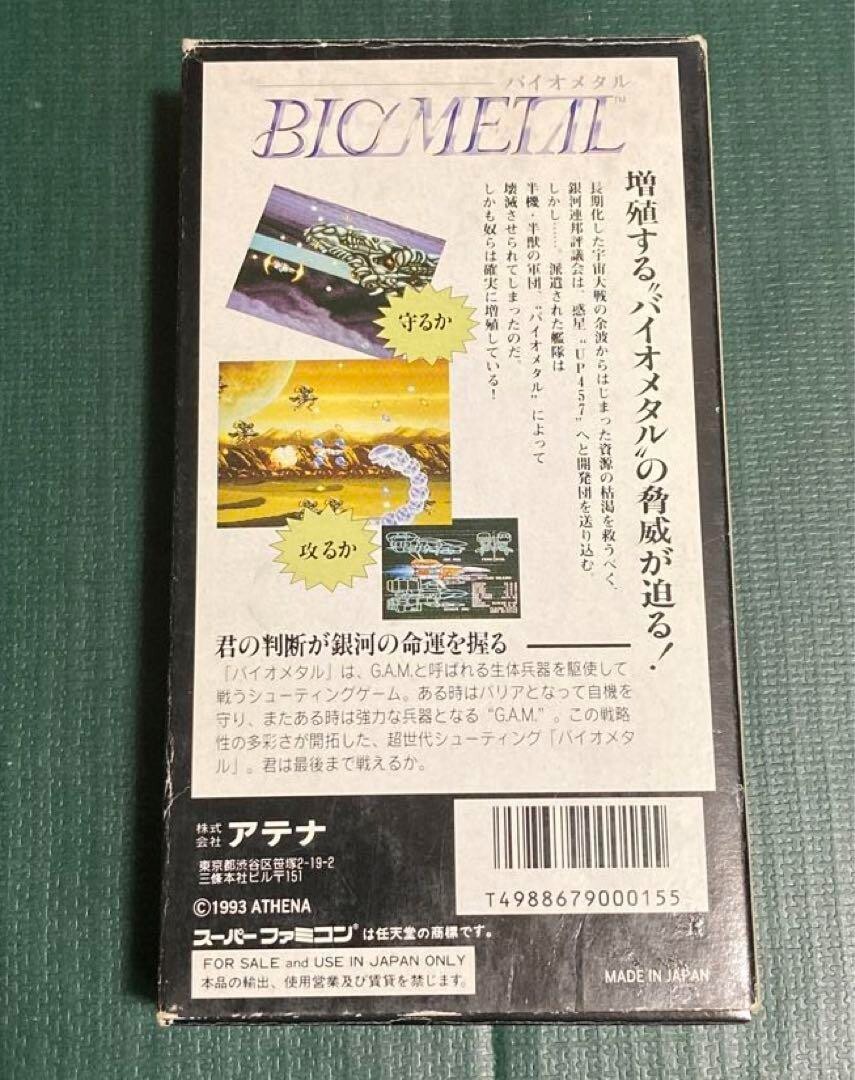 バイオメタル
BIO METAL™
増殖する"バイオメタル"の脅威が迫る!
長期化した宇宙大戦の余波からはじまった資源の枯渇を救うべく、
銀河連邦評議会は、惑星"UP457"へと開発団を送り込む。
しかし……。派遣された艦隊は
半機・半獣の軍団、"バイオメタル"によって
壊滅させられてしまったのだ。
しかも奴らは確実に増殖している!
守るか
攻るか
君の判断が銀河の命運を握る
「バイオメタル」は、G.A.M.と呼ばれる生体兵器を駆使して
戦うシューティングゲーム。ある時はバリアとなって自機を
守り、またある時は強力な兵器となる"G.A.M."。この戦略
性の多彩さが開拓した、超世代シューティング「バイオメタ
ル」。君は最後まで戦えるか。
株式会社 アテナ
東京都渋谷区笹塚2-19-2
三條本社ビル〒151
©1993 ATHENA
T4988679000155
スーパーファミコン®は任天堂の商標です。
FOR SALE and USE IN JAPAN ONLY
本品の輸出、使用営業及び賃貸を禁じます。
MADE IN JAPAN